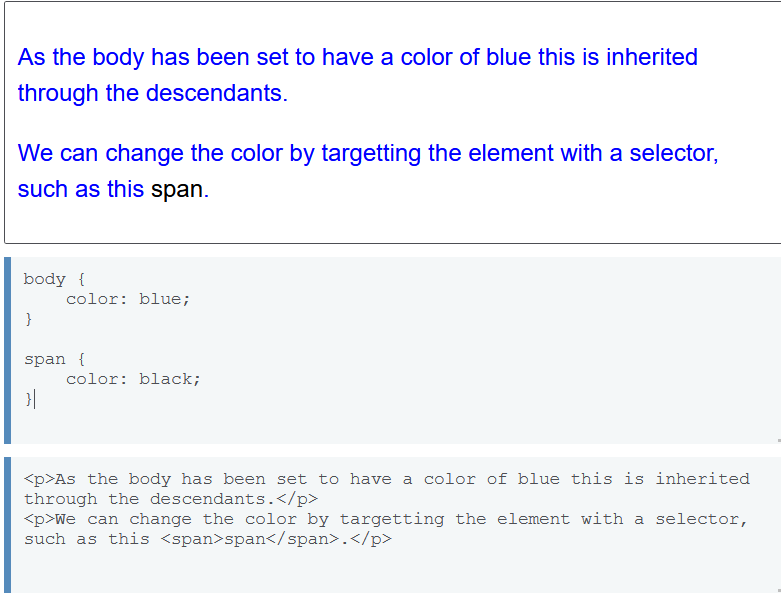 As the body has been set to have a color of blue this is inherited
through the descendants.
We can change the color by targetting the element with a selector,
such as this span.
body {
    color: blue;
}
span {
    color: black;
}
<p>As the body has been set to have a color of blue this is inherited
through the descendants.</p>
<p>We can change the color by targetting the element with a selector,
such as this <span>span</span>.</p>